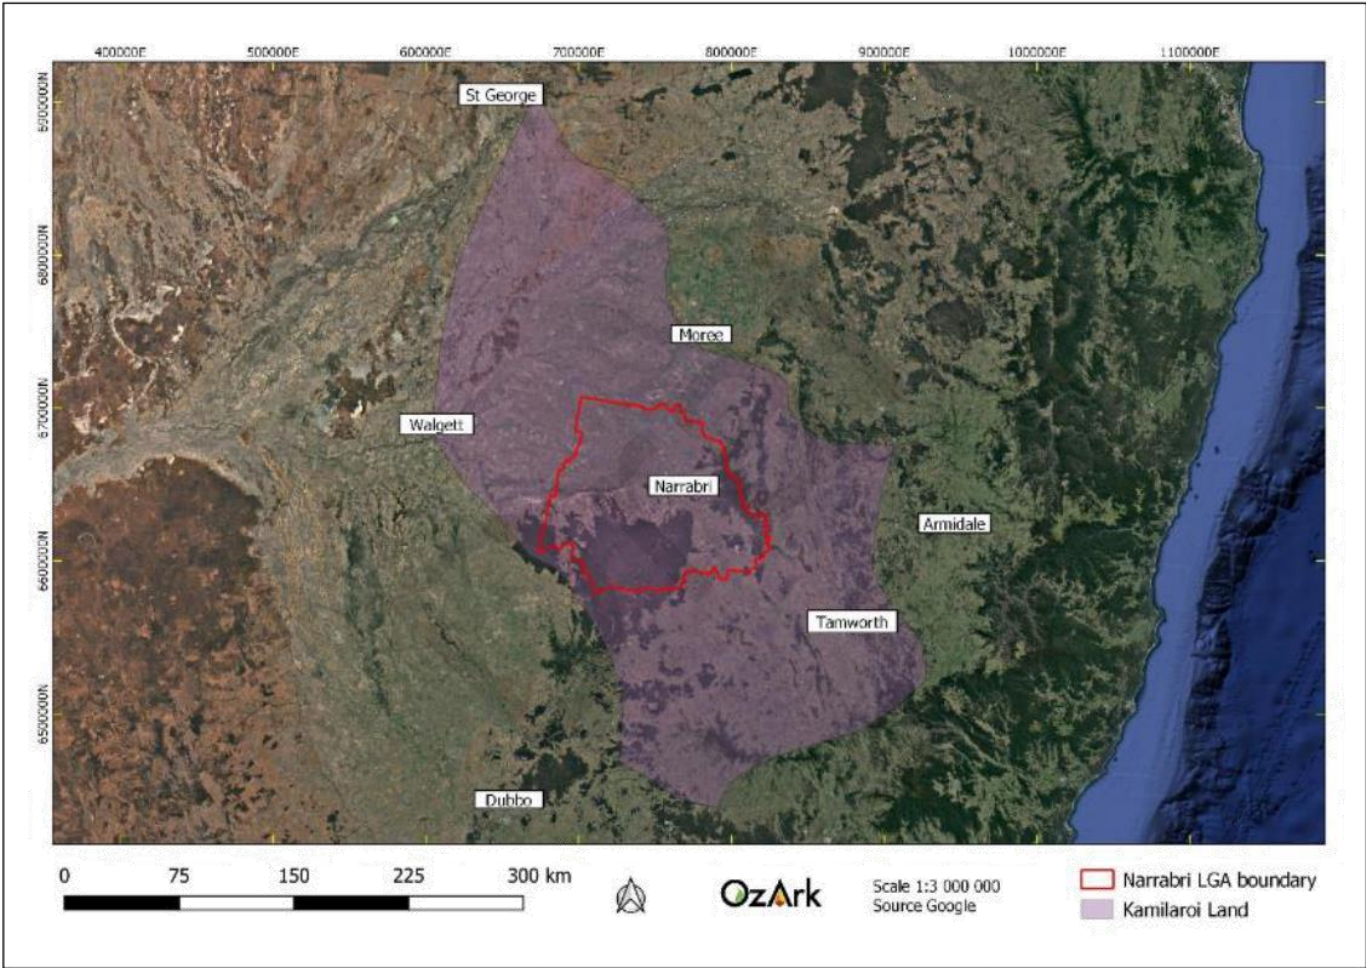 400000E 500000E 600000E 700000E 800000E 900000E 1000000E 1100000E
6900000N
6800000N
6700000N
6600000N
6500000N
St George
Moree
Walgett
Narrabri
Armidale
Tamworth
Dubbo
0 75 150 225 300 km
OzArk
Scale 1:3 000 000
Source Google
Narrabri LGA boundary
Kamilaroi Land